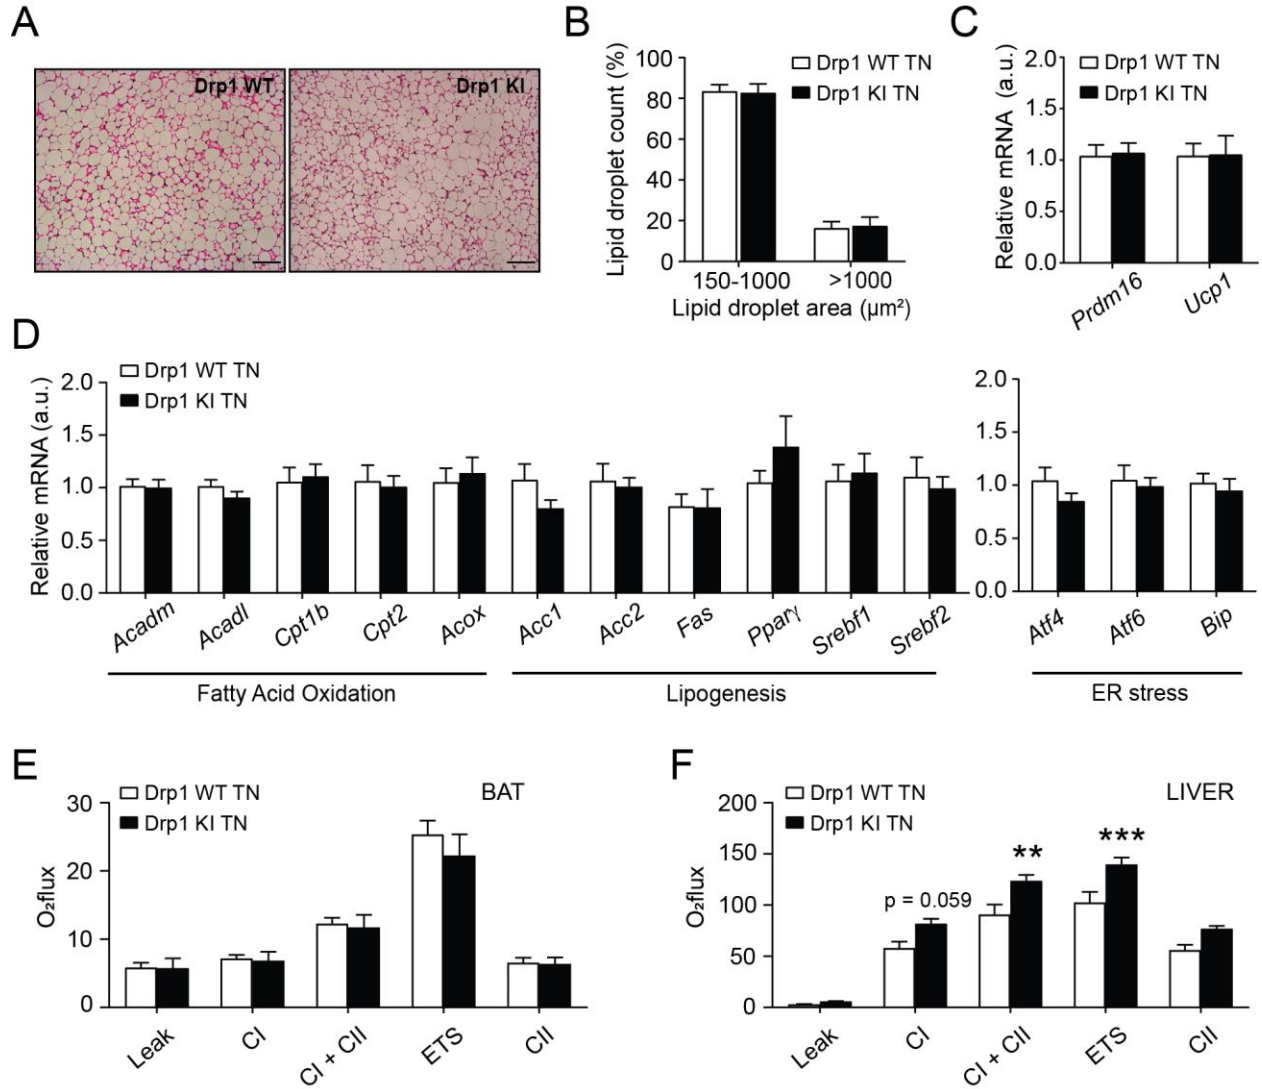 A
Drp1 WT
Drp1 KI
B
Lipid droplet count (%)
100
80
60
40
20
0
Drp1 WT TN
Drp1 KI TN
150-1000
>1000
Lipid droplet area (µm²)
C
Relative mRNA (a.u.)
2.0
1.5
1.0
0.5
0.0
Drp1 WT TN
Drp1 KI TN
Prdm16
Ucp1
D
Relative mRNA (a.u.)
2.0
1.5
1.0
0.5
0.0
Drp1 WT TN
Drp1 KI TN
Acadm
Acadl
Cpt1b
Cpt2
Acox
Acc1
Acc2
Fas
Pparγ
Srebf1
Srebf2
Fatty Acid Oxidation
Lipogenesis
2.0
1.5
1.0
0.5
0.0
Atf4
Atf6
Bip
ER stress
E
O₂flux
30
20
10
0
Drp1 WT TN
Drp1 KI TN
BAT
Leak
CI
CI + CII
ETS
CII
F
O₂flux
200
150
100
50
0
Drp1 WT TN
Drp1 KI TN
LIVER
p = 0.059
**
***
Leak
CI
CI + CII
ETS
CII